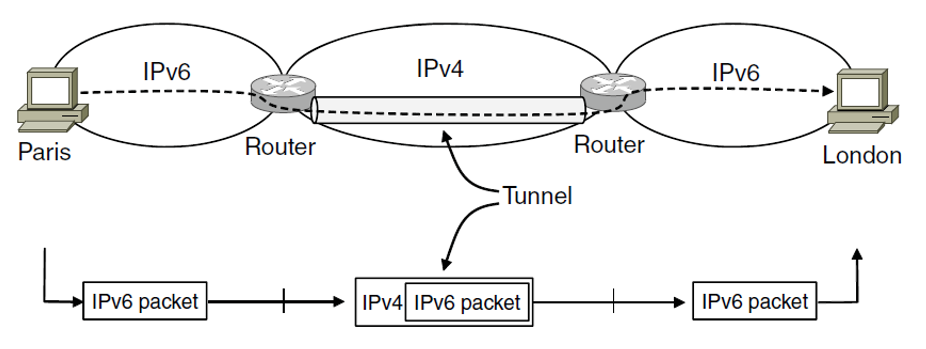 IPv6
IPv4
IPv6
Paris
Router
Router
London
Tunnel
IPv6 packet
IPv4
IPv6 packet
IPv6 packet